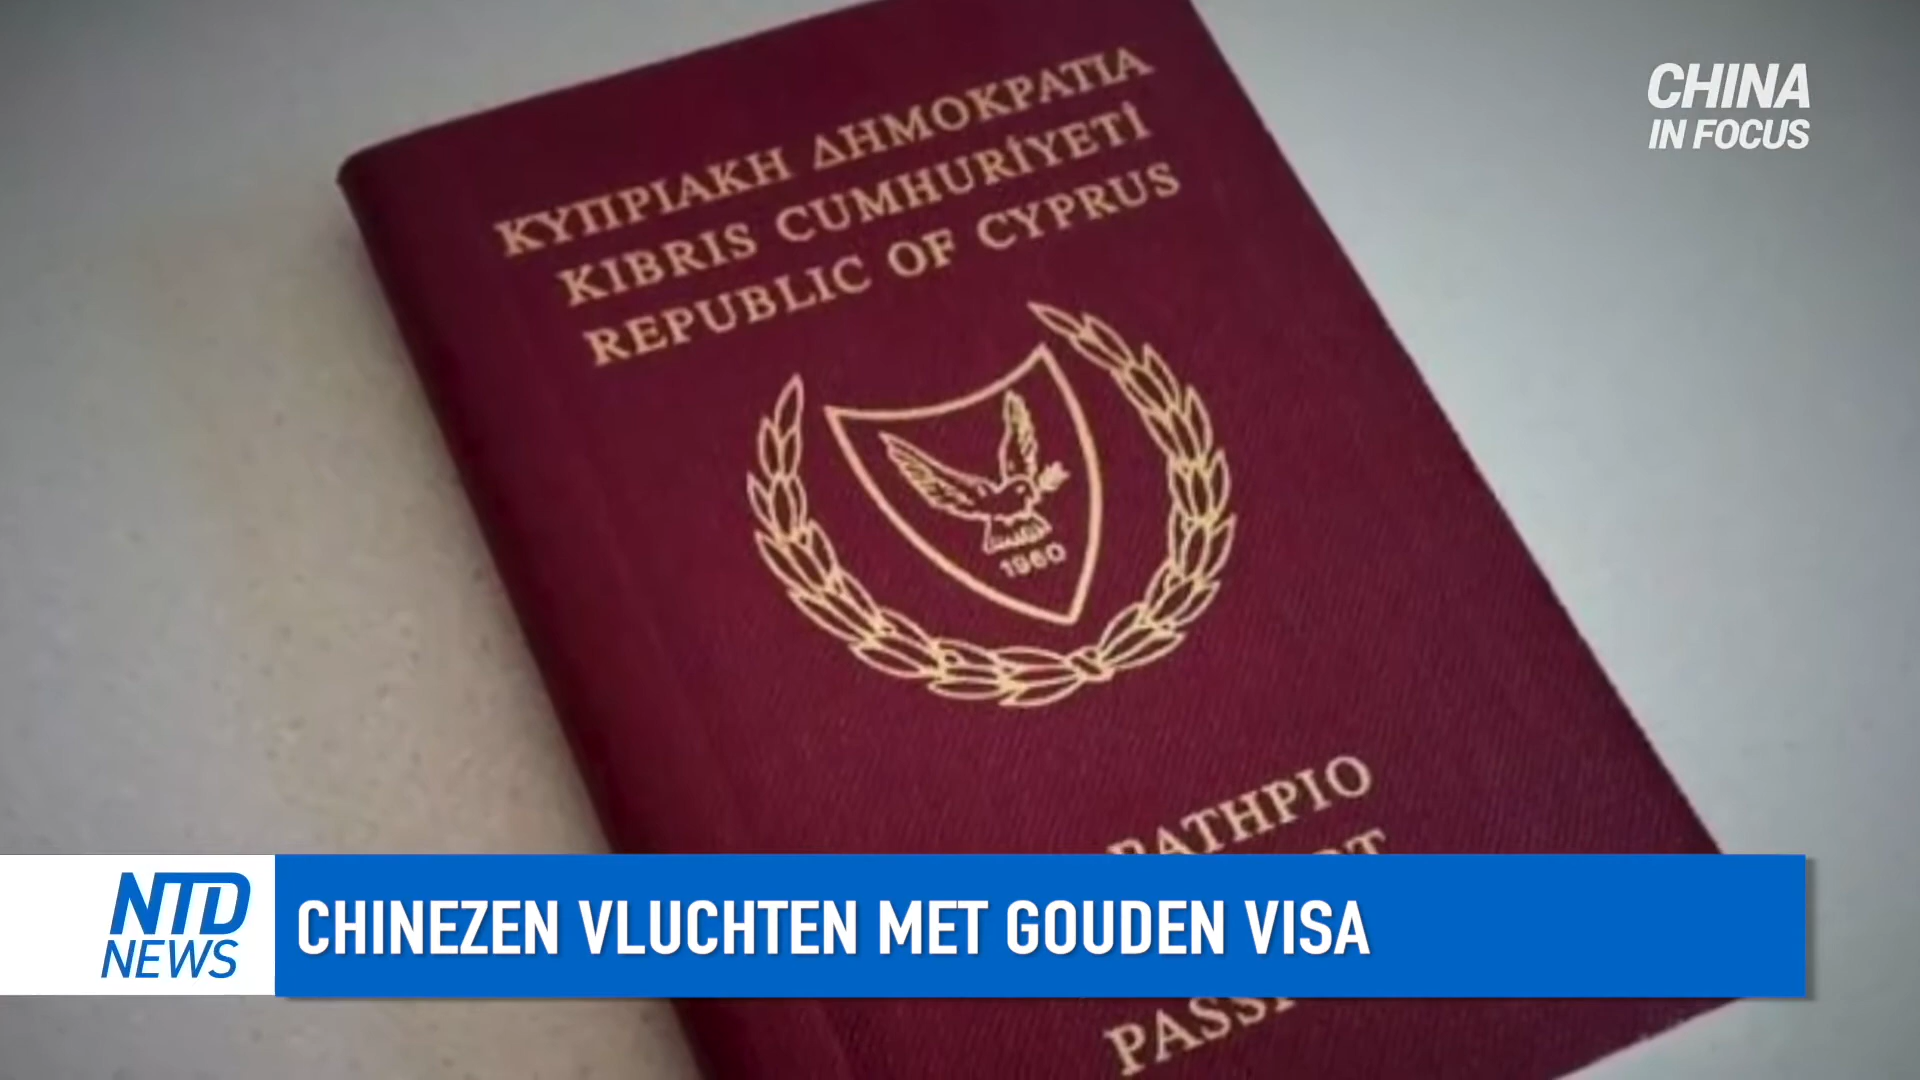 CHINA
IN FOCUS
ΚΥΠΡΙΑΚΗ ΔΗΜΟΚΡΑΤΙΑ
KIBRIS CUMHURİYETİ
REPUBLIC OF CYPRUS
1960
NTD
NEWS
CHINEZEN VLUCHTEN MET GOUDEN VISA